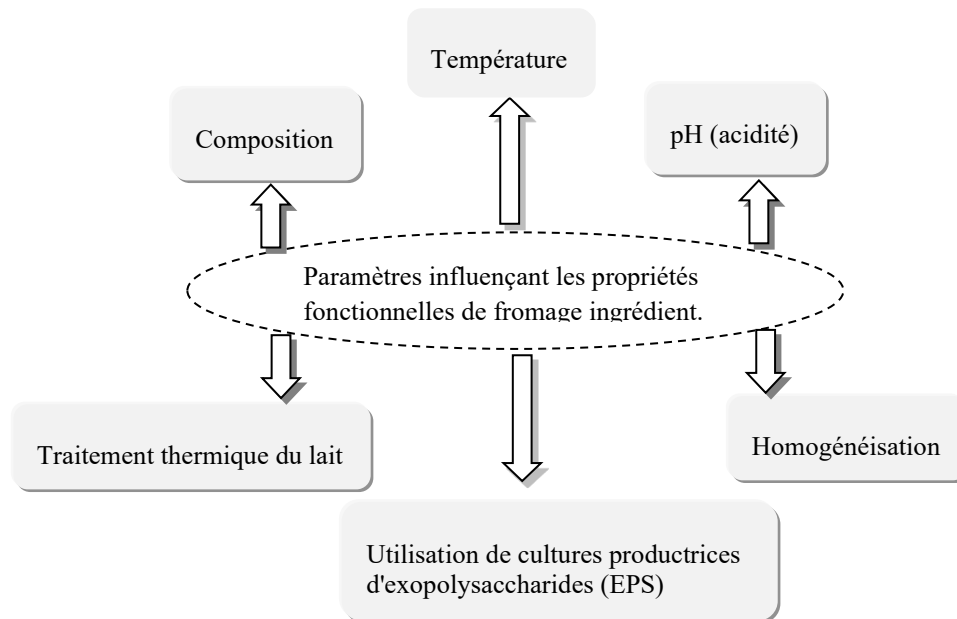 Température
Composition
pH (acidité)
Paramètres influençant les propriétés
fonctionnelles de fromage ingrédient.
Traitement thermique du lait
Homogénéisation
Utilisation de cultures productrices
d'exopolysaccharides (EPS)